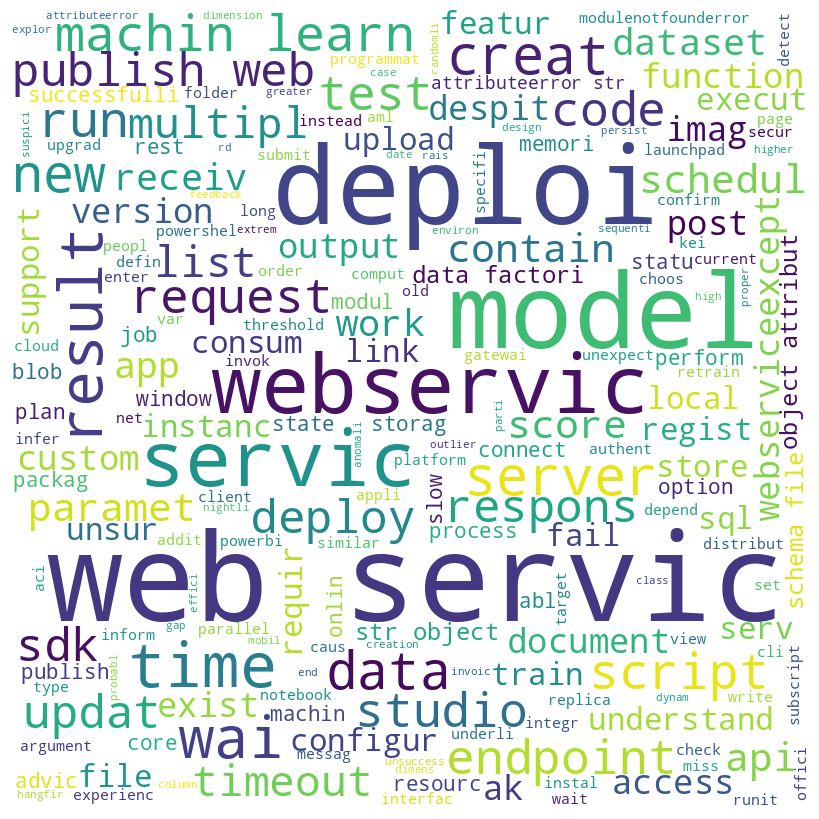 attributeerror
dimension
explor
machin learn
featur
modulenotfounderror
detect
creat
dataset
randomli
programmat
publish web
case
successfulli
folder
greater
test
attributeerror str
function
despit
code
execut
page
aml
suspici
run
multipl
instead
imag
secur
upgrad
rest
rd
submit
date
rais
design
persist
higher
upload
specifi
memori
launchpad
new
receiv
feedback
deploi
schedul
version
long
confirm
powershel
extrem
environ
sequenti
post
support
peopl
result
defin
enter
list
order
output
comput
contain
statu
kei
current
data factori
choos
webserviceexcept
object attribut
request
modul
old
model
high
proper
cloud
var
job
threshold
work
consum
link
gatewai
unexpect
perform
blob
app
invok
retrain
plan
window
webservic
local
net
instanc
state
storag
parti
score
regist
infer
custom
servic
anomali
outlier
connect
authent
platform
server
store
packag
client
appli
slow
option
schema file
paramet
nightli
deploy
respons
depend
sql
unsur
addit
powerbi
similar
process
fail
distribut
aci
effici
web servic
requir
onlin
abl
target
class
set
gap
parallel
str object
document
serv
sdk
inform
mobil
caus
creation
view
cli
time
data
train
script
publish
probabl
end
invoic
subscript
type
notebook
replica
dynam
write
updat
exist
machin
studio
integr
understand
argument
core
wai
configur
messag
underli
endpoint
check
miss
api
offici
advic
file
timeout
unsuccess
dimens
resourc
ak
instal
access
hangfir
experienc
column
interfac
wait
runit